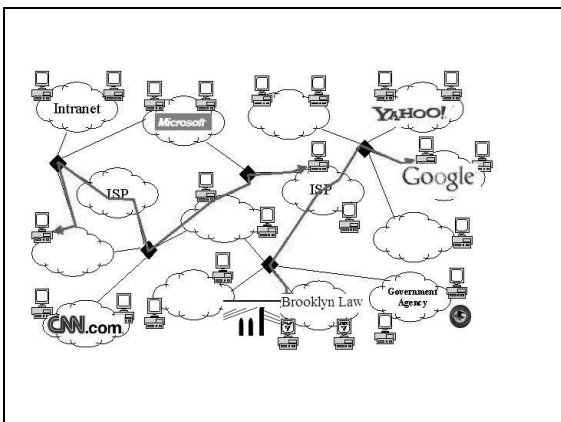 Intranet
Microsoft
YAHOO!
ISP
ISP
Google
CNN.com
Brooklyn Law
Government
Agency